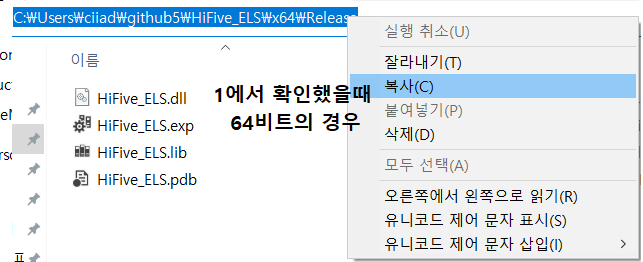 C:₩Users₩ciiad₩github5₩HiFive_ELS₩x64₩Release
이름
HiFive_ELS.dll
HiFive_ELS.exp
HiFive_ELS.lib
HiFive_ELS.pdb
1에서 확인했을때
64비트의 경우
실행 취소(U)
잘라내기(T)
복사(C)
붙여넣기(P)
삭제(D)
모두 선택(A)
오른쪽에서 왼쪽으로 읽기(R)
유니코드 제어 문자 표시(S)
유니코드 제어 문자 삽입(I)